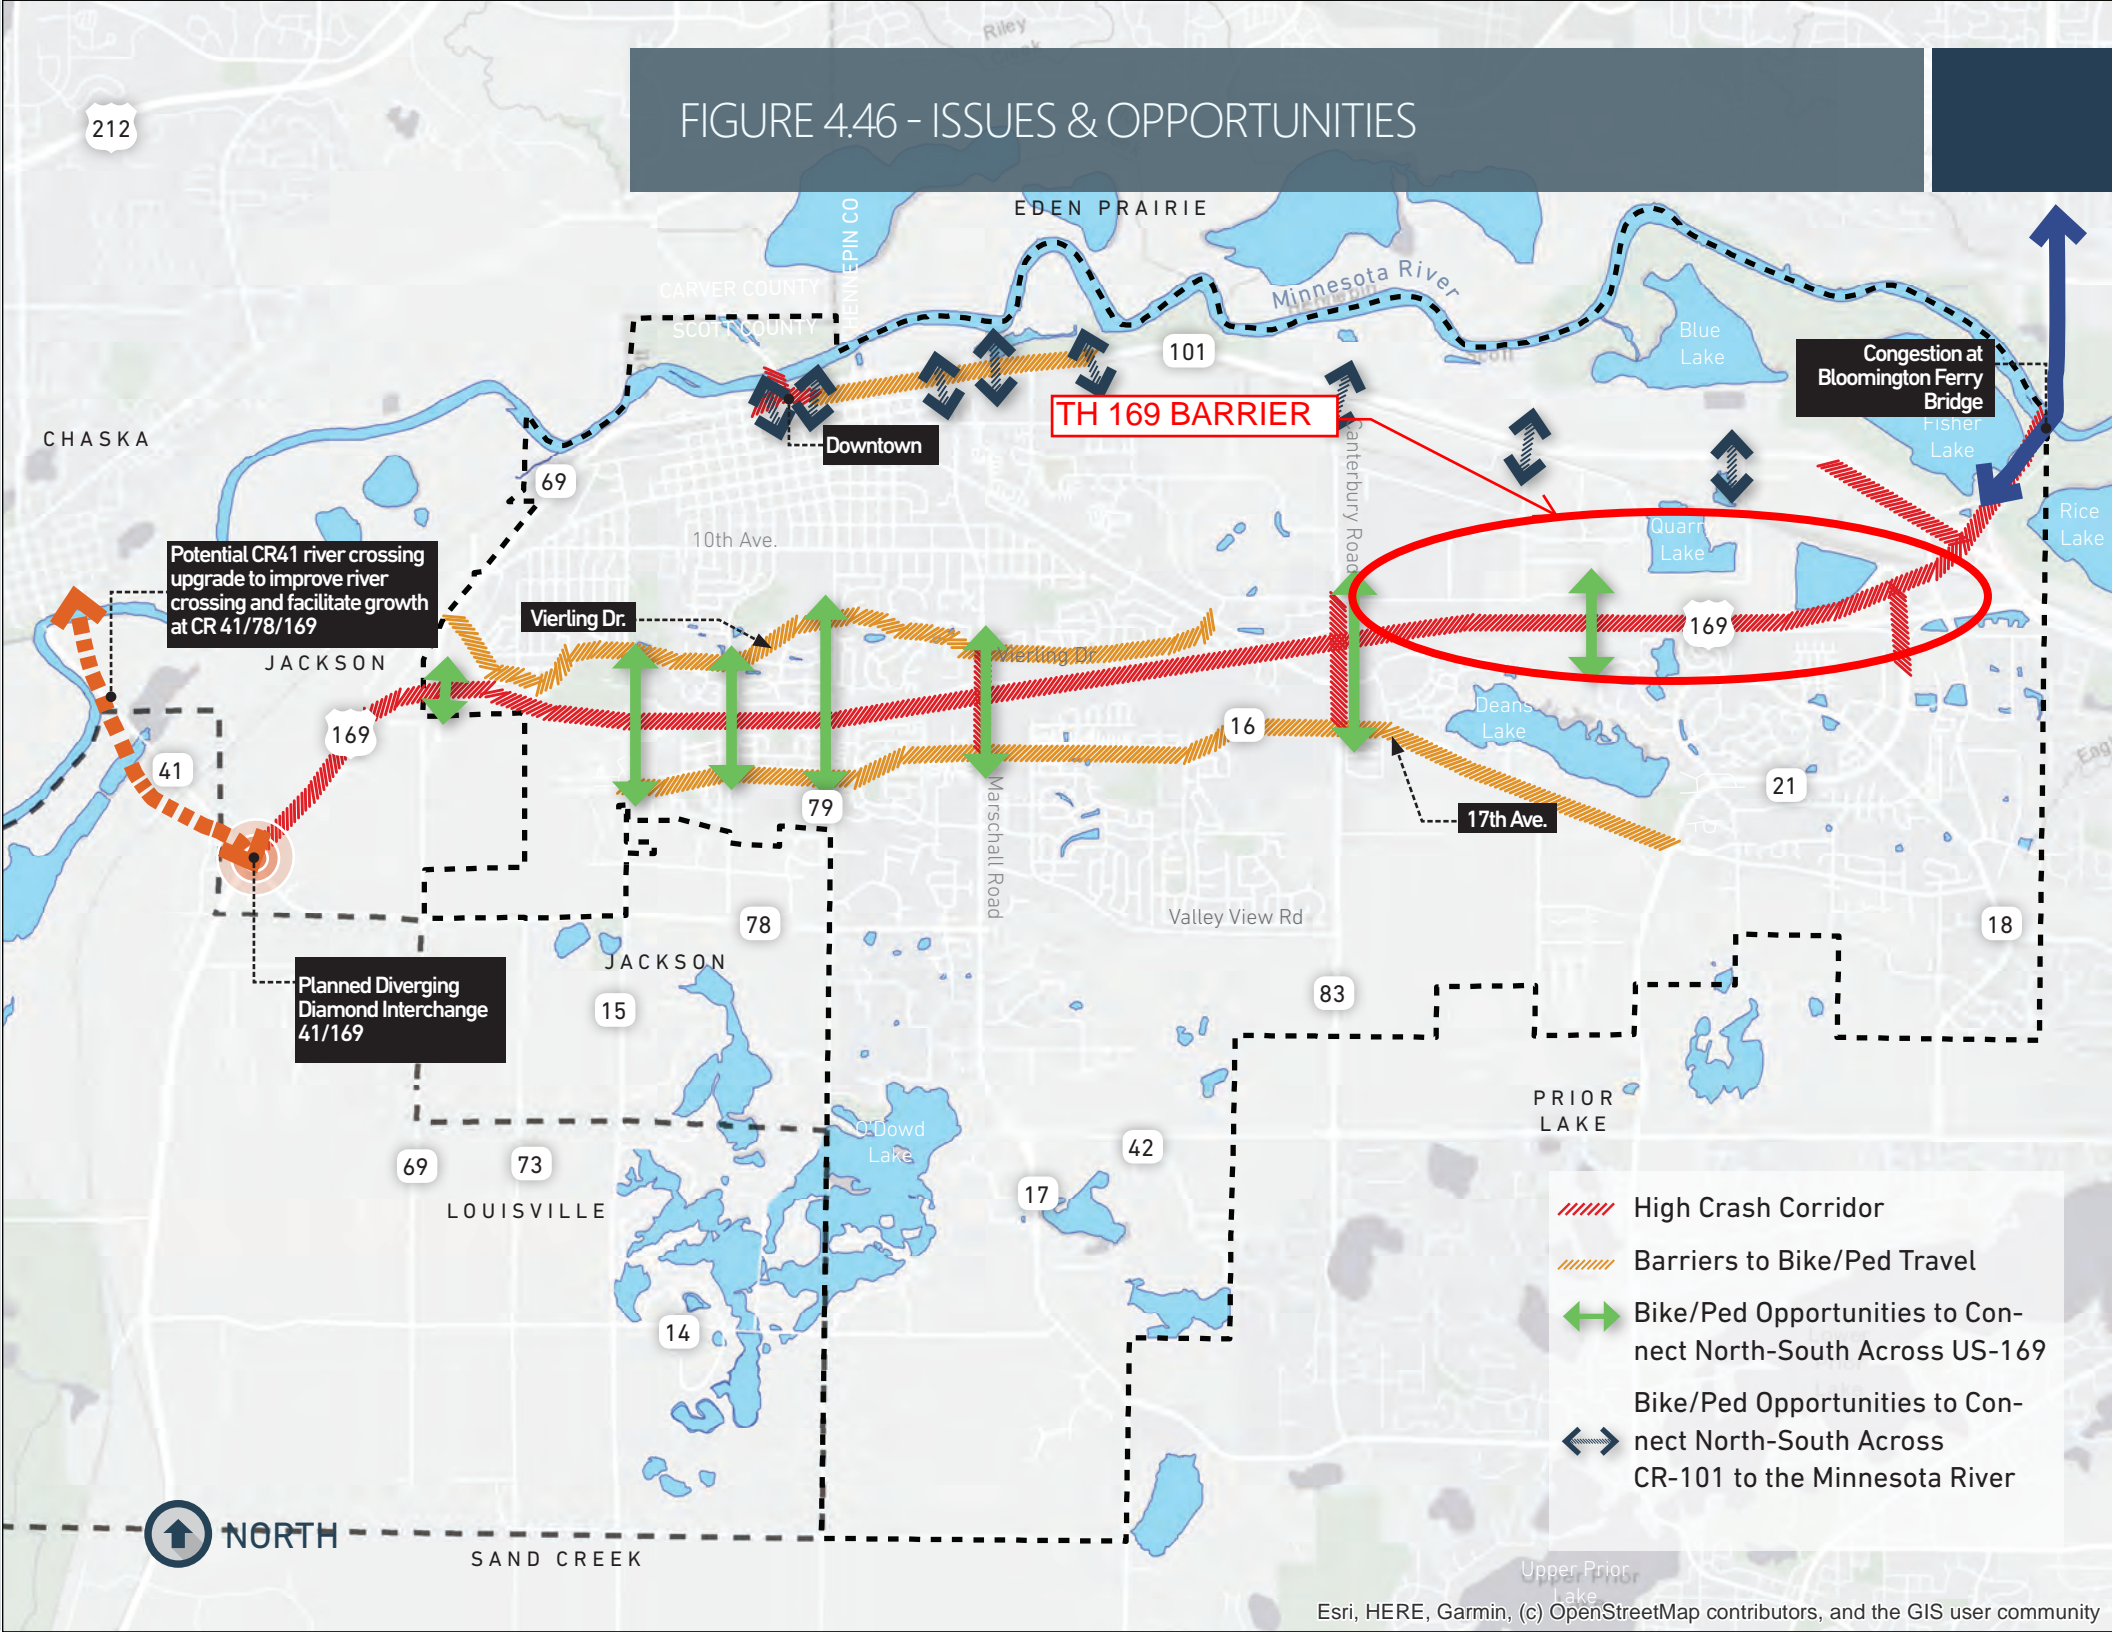 Riley
FIGURE 4.46 - ISSUES & OPPORTUNITIES
212
EDEN PRAIRIE
HENNEPIN CO
CARVER COUNTY
SCOTT COUNTY
Minnesota River
Hennepin
Scott
101
Blue
Lake
Congestion at
Bloomington Ferry
Bridge
Fisher
Lake
TH 169 BARRIER
CHASKA
Downtown
69
Canterbury Road
10th Ave.
Quarry
Lake
Rice
Lake
Potential CR41 river crossing
upgrade to improve river
crossing and facilitate growth
at CR 41/78/169
Vierling Dr.
JACKSON
Vierling Dr
169
169
41
16
Deans
Lake
21
79
17th Ave.
Marschall Road
Valley View Rd
78
18
JACKSON
Planned Diverging
Diamond Interchange
41/169
15
83
PRIOR
LAKE
O'Dowd
Lake
42
69
73
17
LOUISVILLE
14
High Crash Corridor
Barriers to Bike/Ped Travel
Bike/Ped Opportunities to Con-
nect North-South Across US-169
Bike/Ped Opportunities to Con-
nect North-South Across
CR-101 to the Minnesota River
NORTH
SAND CREEK
Upper Prior
Lake
Esri, HERE, Garmin, (c) OpenStreetMap contributors, and the GIS user community